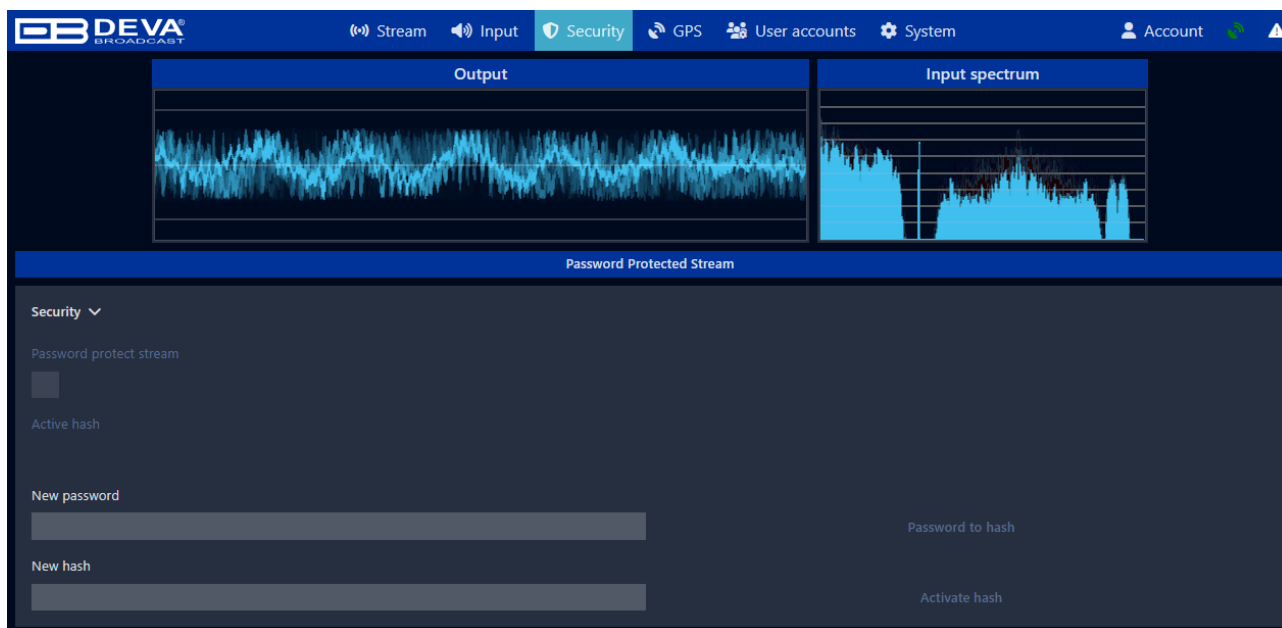 DEVA
BROADCAST
Stream Input Security GPS User accounts System Account
Output Input spectrum
Password Protected Stream
Security
Password protect stream
Active hash
New password
Password to hash
New hash
Activate hash